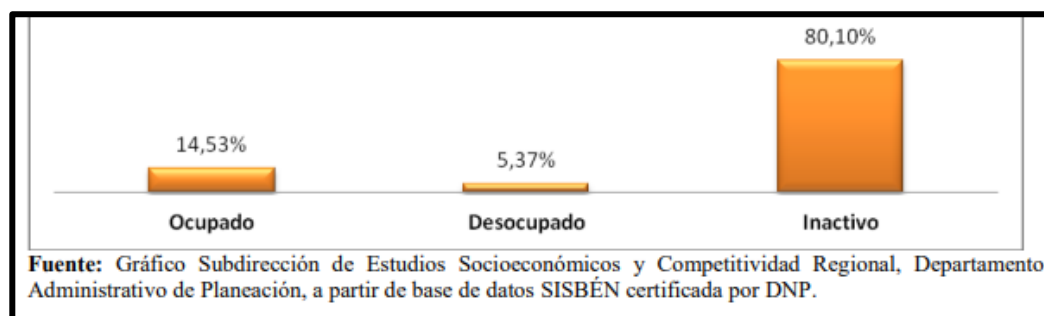 80,10%
14,53%
5,37%
Ocupado Desocupado Inactivo
Fuente: Gráfico Subdirección de Estudios Socioeconómicos y Competitividad Regional, Departamento
Administrativo de Planeación, a partir de base de datos SISBÉN certificada por DNP.